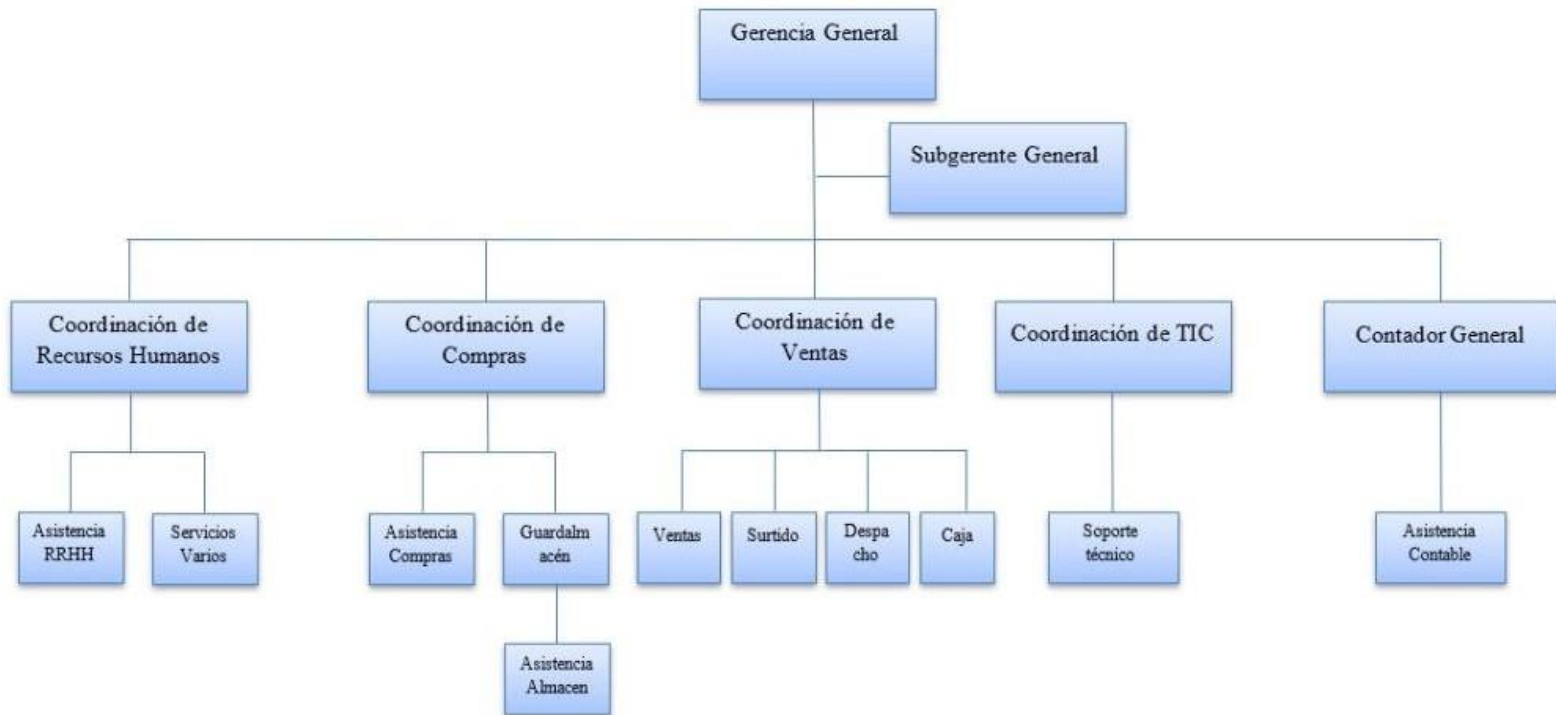 Gerencia General
Subgerente General
Coordinación de
Recursos Humanos
Coordinación de
Compras
Coordinación de
Ventas
Coordinación de TIC
Contador General
Asistencia
RRHH
Servicios
Varios
Asistencia
Compras
Guardalm
acén
Ventas
Surtido
Despa
cho
Caja
Soporte
técnico
Asistencia
Contable
Asistencia
Almacen